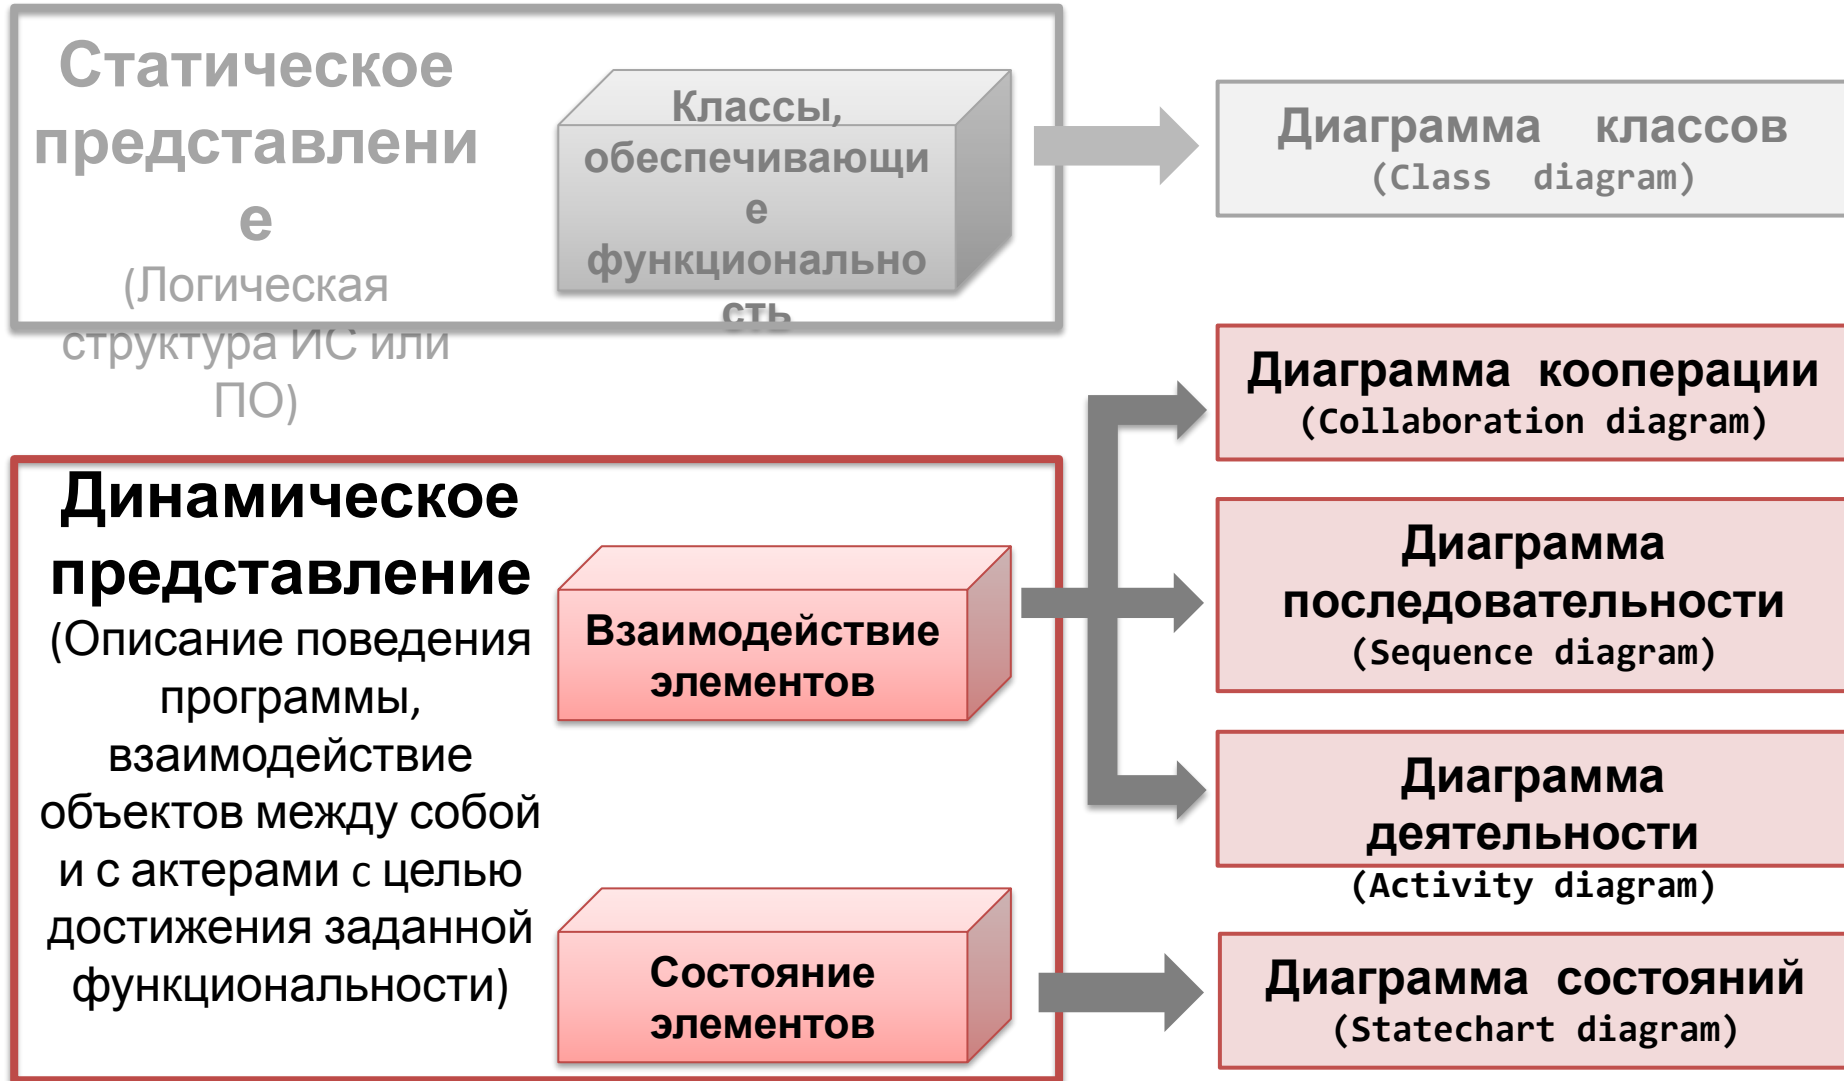 Статическое
представлени
е
(Логическая
структура ИС или
ПО)
Классы,
обеспечивающи
е
функционально
сть
Диаграмма классов
(Class diagram)
Динамическое
представление
(Описание поведения
программы,
взаимодействие
объектов между собой
и с актерами с целью
достижения заданной
функциональности)
Взаимодействие
элементов
Состояние
элементов
Диаграмма кооперации
(Collaboration diagram)
Диаграмма
последовательности
(Sequence diagram)
Диаграмма
деятельности
(Activity diagram)
Диаграмма состояний
(Statechart diagram)